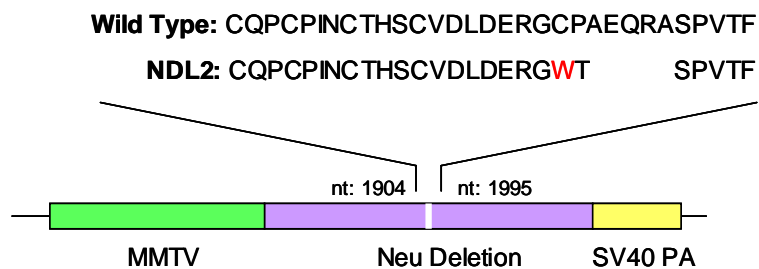 Wild Type: CQPCPINCTHSCVDLDERGCPAEQRASPVTF
NDL2: CQPCPINCTHSCVDLDERGWT SPVTF
nt: 1904 nt: 1995
MMTV Neu Deletion SV40 PA